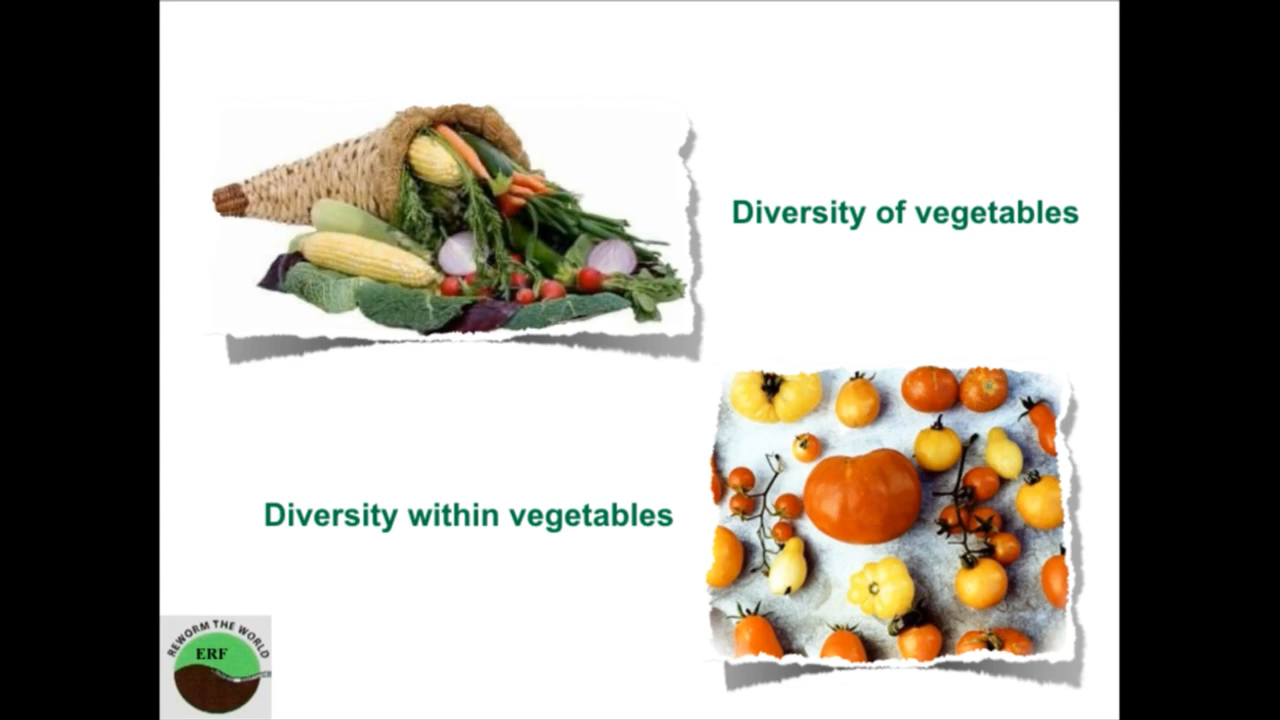 Diversity of vegetables
Diversity within vegetables
REWORM THE WORLD
ERF